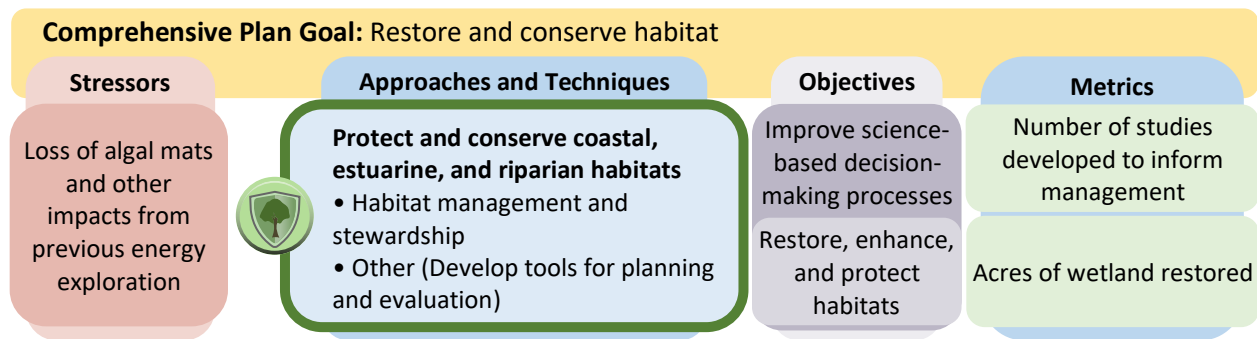 Comprehensive Plan Goal: Restore and conserve habitat
Stressors
Loss of algal mats
and other
impacts from
previous energy
exploration
Approaches and Techniques
Protect and conserve coastal,
estuarine, and riparian habitats
• Habitat management and
stewardship
• Other (Develop tools for planning
and evaluation)
Objectives
Improve science-
based decision-
making processes
Restore, enhance,
and protect
habitats
Metrics
Number of studies
developed to inform
management
Acres of wetland restored